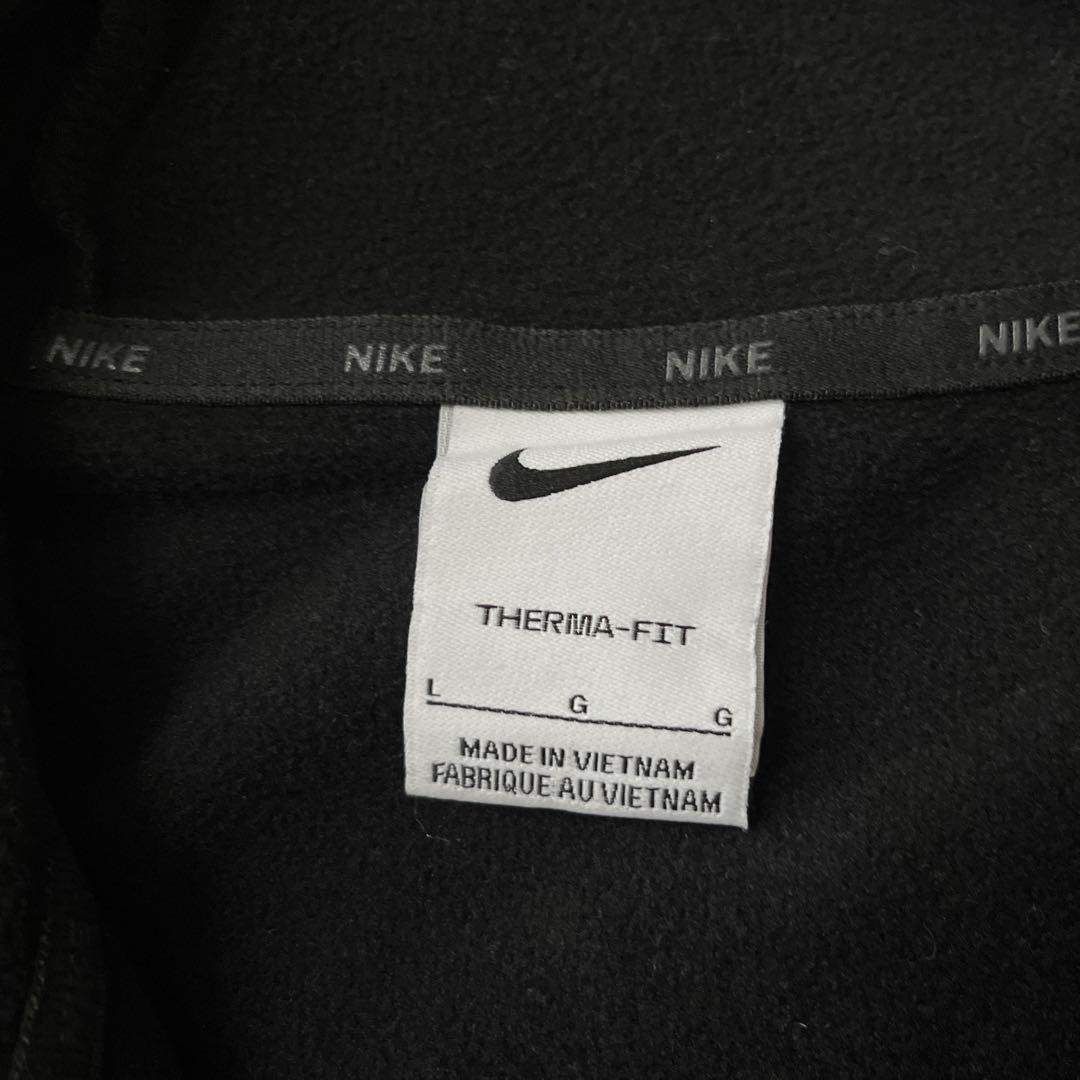 NIKE NIKE NIKE NIKE
THERMA-FIT
L G G
MADE IN VIETNAM
FABRIQUE AU VIETNAM